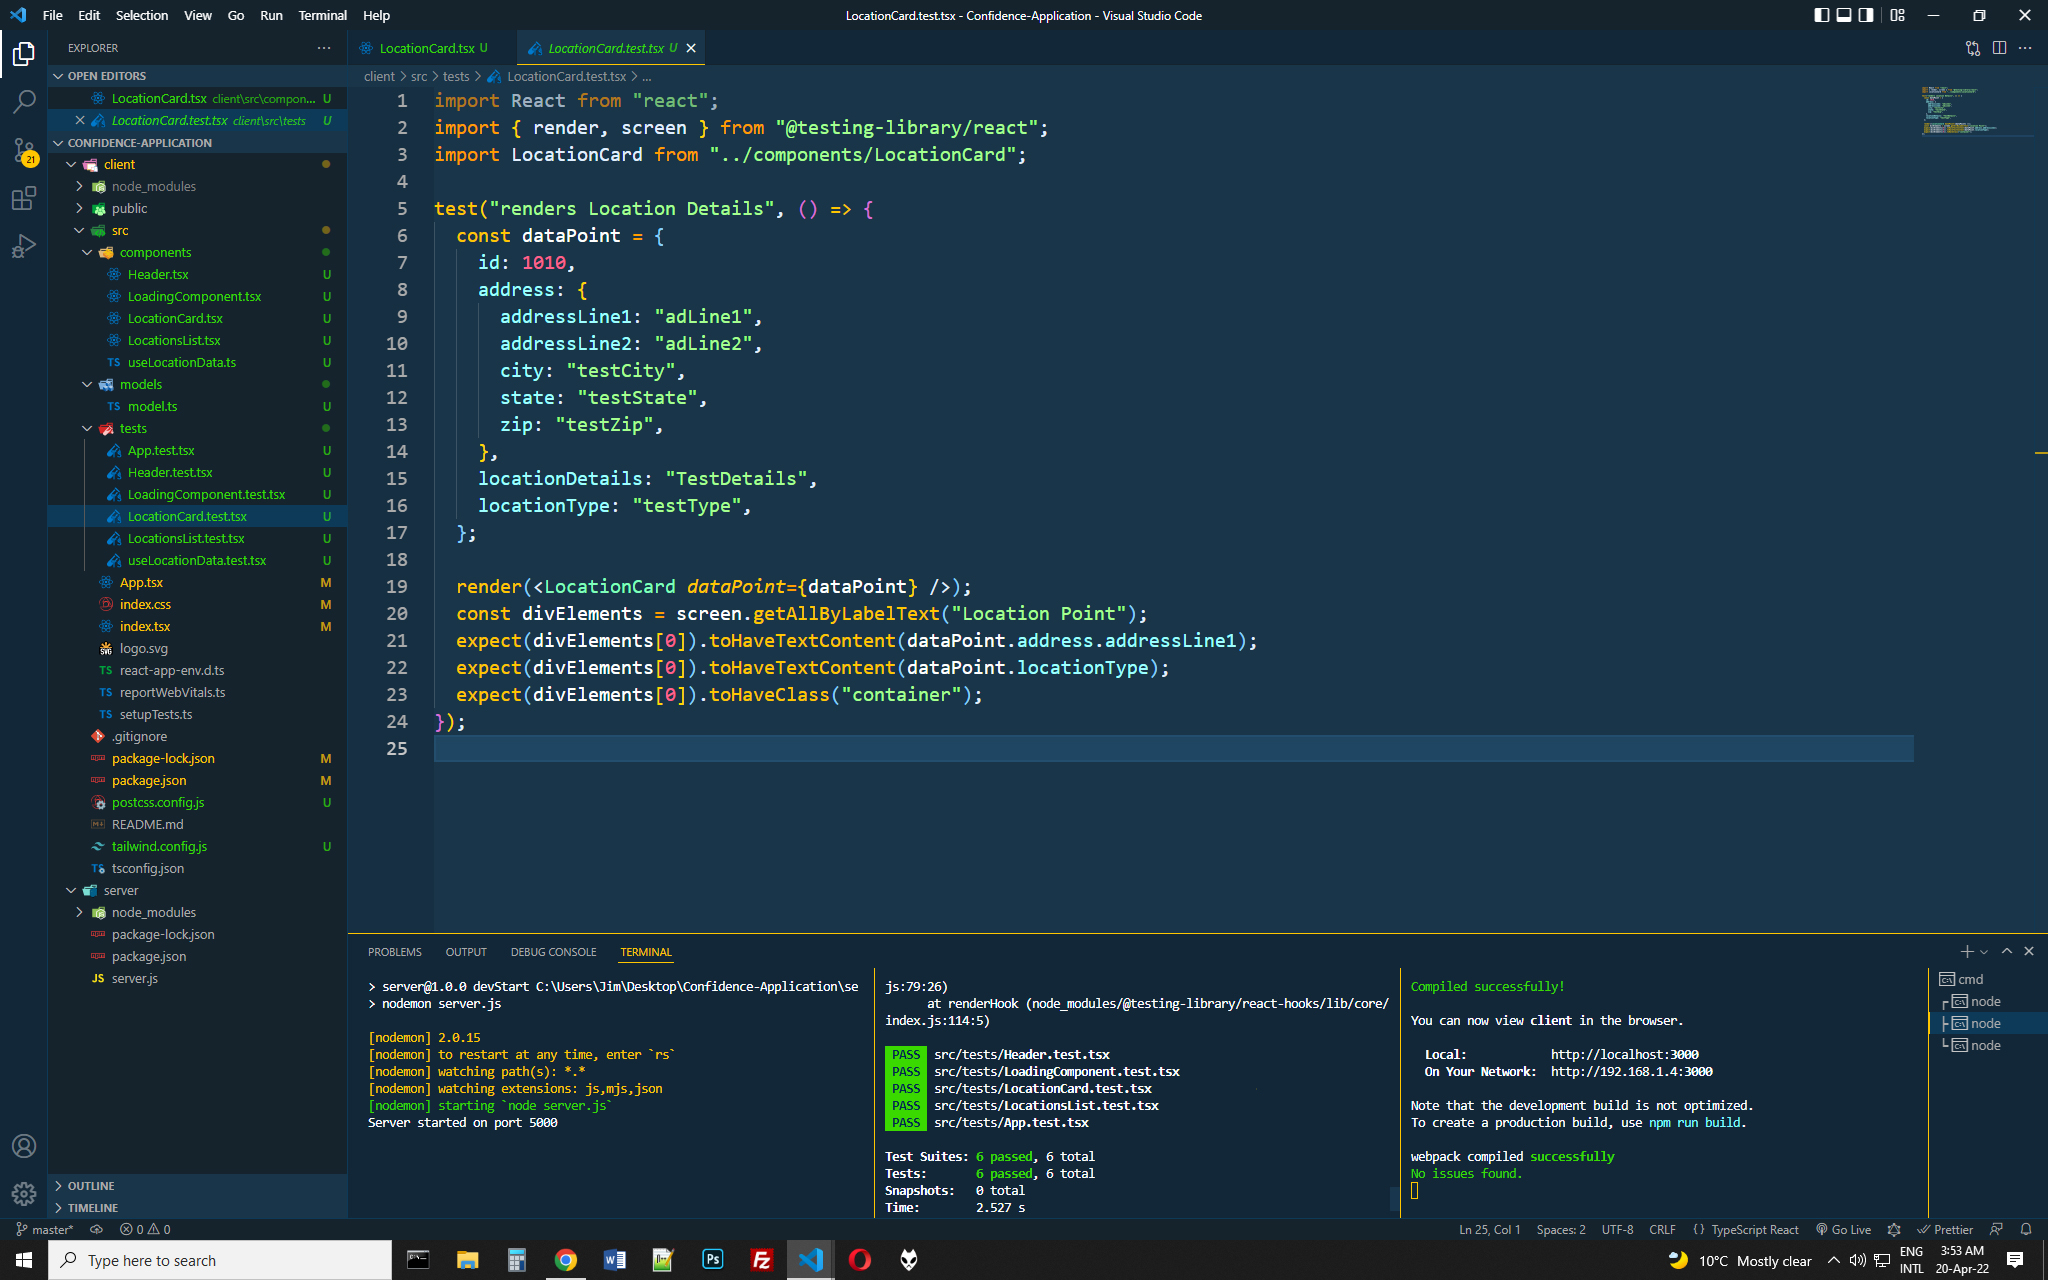 File Edit Selection View Go Run Terminal Help
LocationCard.test.tsx - Confidence-Application - Visual Studio Code
EXPLORER
OPEN EDITORS
LocationCard.tsx client\src\compon... U
LocationCard.test.tsx client\src\tests U
CONFIDENCE-APPLICATION
client
node_modules
public
src
components
Header.tsx U
LoadingComponent.tsx U
LocationCard.tsx U
LocationsList.tsx U
TS useLocationData.ts U
models
TS model.ts U
tests
App.test.tsx U
Header.test.tsx U
LoadingComponent.test.tsx U
LocationCard.test.tsx U
LocationsList.test.tsx U
useLocationData.test.tsx U
App.tsx M
index.css M
index.tsx M
logo.svg
TS react-app-env.d.ts
TS reportWebVitals.ts
TS setupTests.ts
.gitignore
package-lock.json M
package.json M
postcss.config.js U
README.md
tailwind.config.js U
tsconfig.json
server
node_modules
package-lock.json
package.json
JS server.js
OUTLINE
TIMELINE
21
LocationCard.tsx U
LocationCard.test.tsx U
client > src > tests > LocationCard.test.tsx > ...
1 import React from "react";
2 import { render, screen } from "@testing-library/react";
3 import LocationCard from "../components/LocationCard";
4
5 test("renders Location Details", () => {
6 const dataPoint = {
7 id: 1010,
8 address: {
9 addressLine1: "adLine1",
10 addressLine2: "adLine2",
11 city: "testCity",
12 state: "testState",
13 zip: "testZip",
14 },
15 locationDetails: "TestDetails",
16 locationType: "testType",
17 };
18
19 render(<LocationCard dataPoint={dataPoint} />);
20 const divElements = screen.getAllByLabelText("Location Point");
21 expect(divElements[0]).toHaveTextContent(dataPoint.address.addressLine1);
22 expect(divElements[0]).toHaveTextContent(dataPoint.locationType);
23 expect(divElements[0]).toHaveClass("container");
24 });
25
PROBLEMS OUTPUT DEBUG CONSOLE TERMINAL
> server@1.0.0 devStart C:\Users\Jim\Desktop\Confidence-Application\se
> nodemon server.js
[nodemon] 2.0.15
[nodemon] to restart at any time, enter `rs`
[nodemon] watching path(s): *.*
[nodemon] watching extensions: js,mjs,json
[nodemon] starting `node server.js`
Server started on port 5000
js:79:26)
at renderHook (node_modules/@testing-library/react-hooks/lib/core/
index.js:114:5)
PASS src/tests/Header.test.tsx
PASS src/tests/LoadingComponent.test.tsx
PASS src/tests/LocationCard.test.tsx
PASS src/tests/LocationsList.test.tsx
PASS src/tests/App.test.tsx
Test Suites: 6 passed, 6 total
Tests: 6 passed, 6 total
Snapshots: 0 total
Time: 2.527 s
Compiled successfully!
You can now view client in the browser.
Local: http://localhost:3000
On Your Network: http://192.168.1.4:3000
Note that the development build is not optimized.
To create a production build, use npm run build.
webpack compiled successfully
No issues found.
cmd
node
node
node
master* 0 0
Ln 25, Col 1 Spaces: 2 UTF-8 CRLF {} TypeScript React Go Live Prettier
Type here to search
Ps
Fz
10°C Mostly clear
ENG
INTL
3:53 AM
20-Apr-22